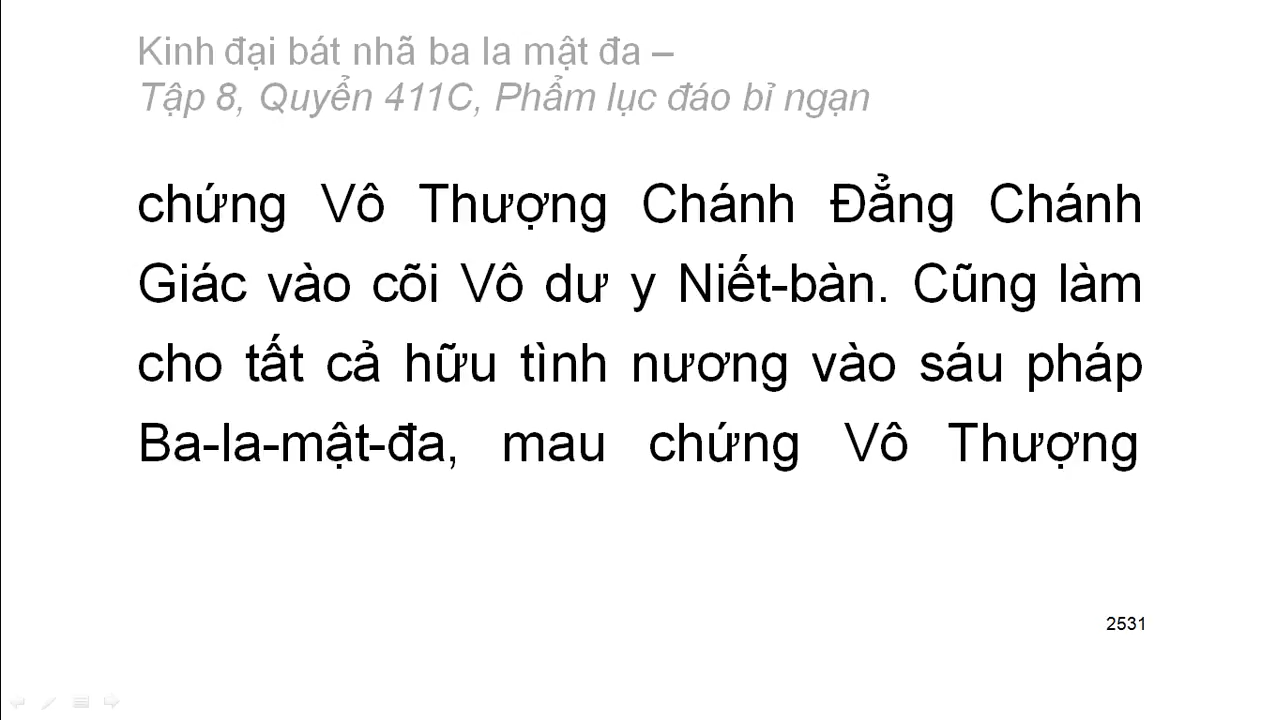 Kinh đại bát nhã ba la mật đa –
Tập 8, Quyển 411C, Phẩm lục đáo bỉ ngạn
chứng Vô Thượng Chánh Đẳng Chánh
Giác vào cõi Vô dư y Niết-bàn. Cũng làm
cho tất cả hữu tình nương vào sáu pháp
Ba-la-mật-đa, mau chứng Vô Thượng
2531